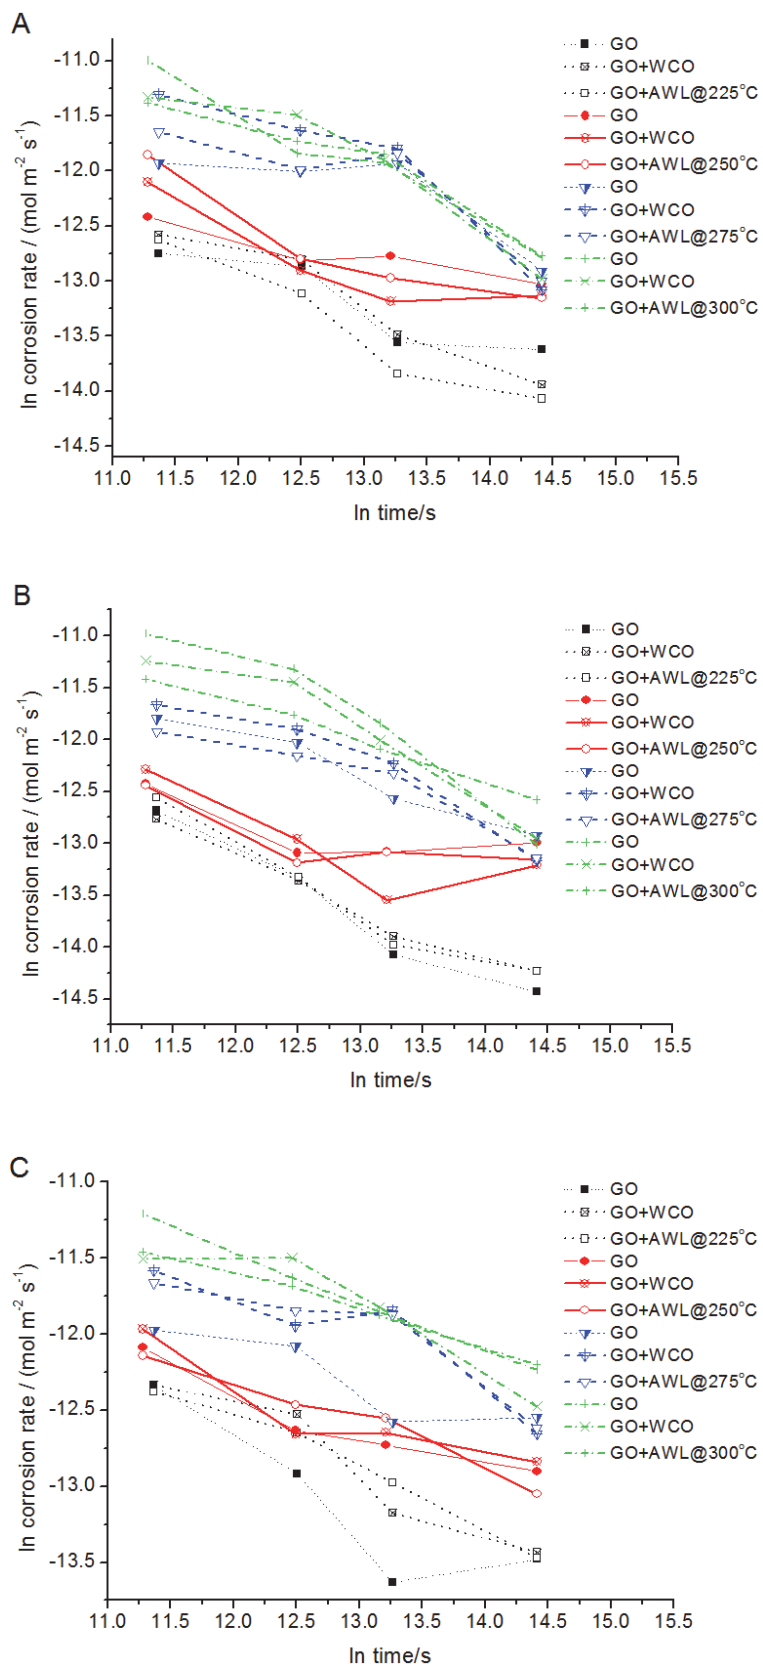 A
ln corrosion rate / (mol m⁻² s⁻¹)
-11.0
-11.5
-12.0
-12.5
-13.0
-13.5
-14.0
-14.5
11.0 11.5 12.0 12.5 13.0 13.5 14.0 14.5 15.0 15.5
ln time/s
GO
GO+WCO
GO+AWL@225°C
GO
GO+WCO
GO+AWL@250°C
GO
GO+WCO
GO+AWL@275°C
GO
GO+WCO
GO+AWL@300°C
B
ln corrosion rate / (mol m⁻² s⁻¹)
-11.0
-11.5
-12.0
-12.5
-13.0
-13.5
-14.0
-14.5
11.0 11.5 12.0 12.5 13.0 13.5 14.0 14.5 15.0 15.5
ln time/s
GO
GO+WCO
GO+AWL@225°C
GO
GO+WCO
GO+AWL@250°C
GO
GO+WCO
GO+AWL@275°C
GO
GO+WCO
GO+AWL@300°C
C
ln corrosion rate / (mol m⁻² s⁻¹)
-11.0
-11.5
-12.0
-12.5
-13.0
-13.5
11.0 11.5 12.0 12.5 13.0 13.5 14.0 14.5 15.0 15.5
ln time/s
GO
GO+WCO
GO+AWL@225°C
GO
GO+WCO
GO+AWL@250°C
GO
GO+WCO
GO+AWL@275°C
GO
GO+WCO
GO+AWL@300°C